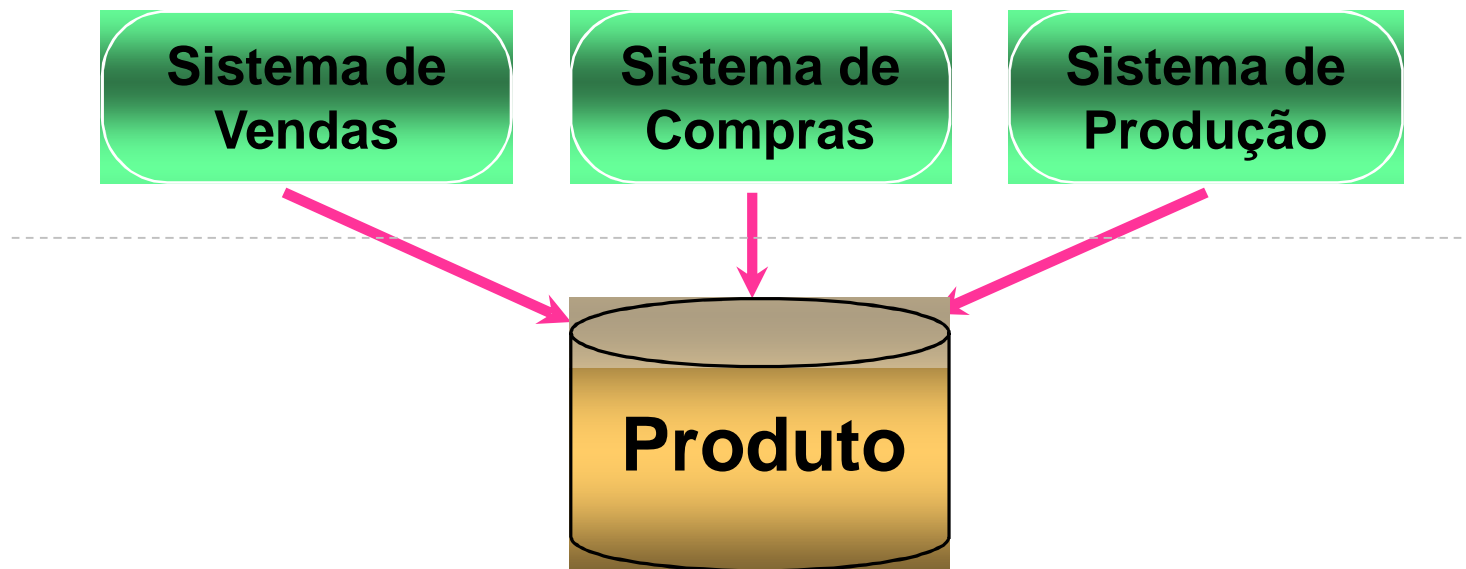 Sistema de
Vendas
Sistema de
Compras
Sistema de
Produção
Produto